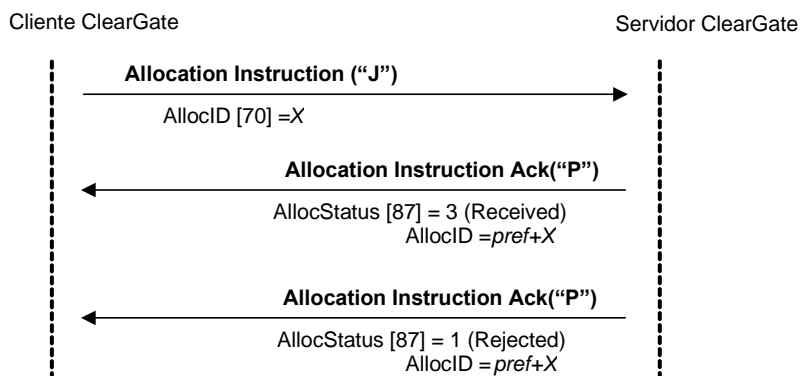 Cliente ClearGate
Servidor ClearGate
Allocation Instruction (“J”)
AllocID [70] =X
Allocation Instruction Ack(“P”)
AllocStatus [87] = 3 (Received)
AllocID =pref+X
Allocation Instruction Ack(“P”)
AllocStatus [87] = 1 (Rejected)
AllocID =pref+X